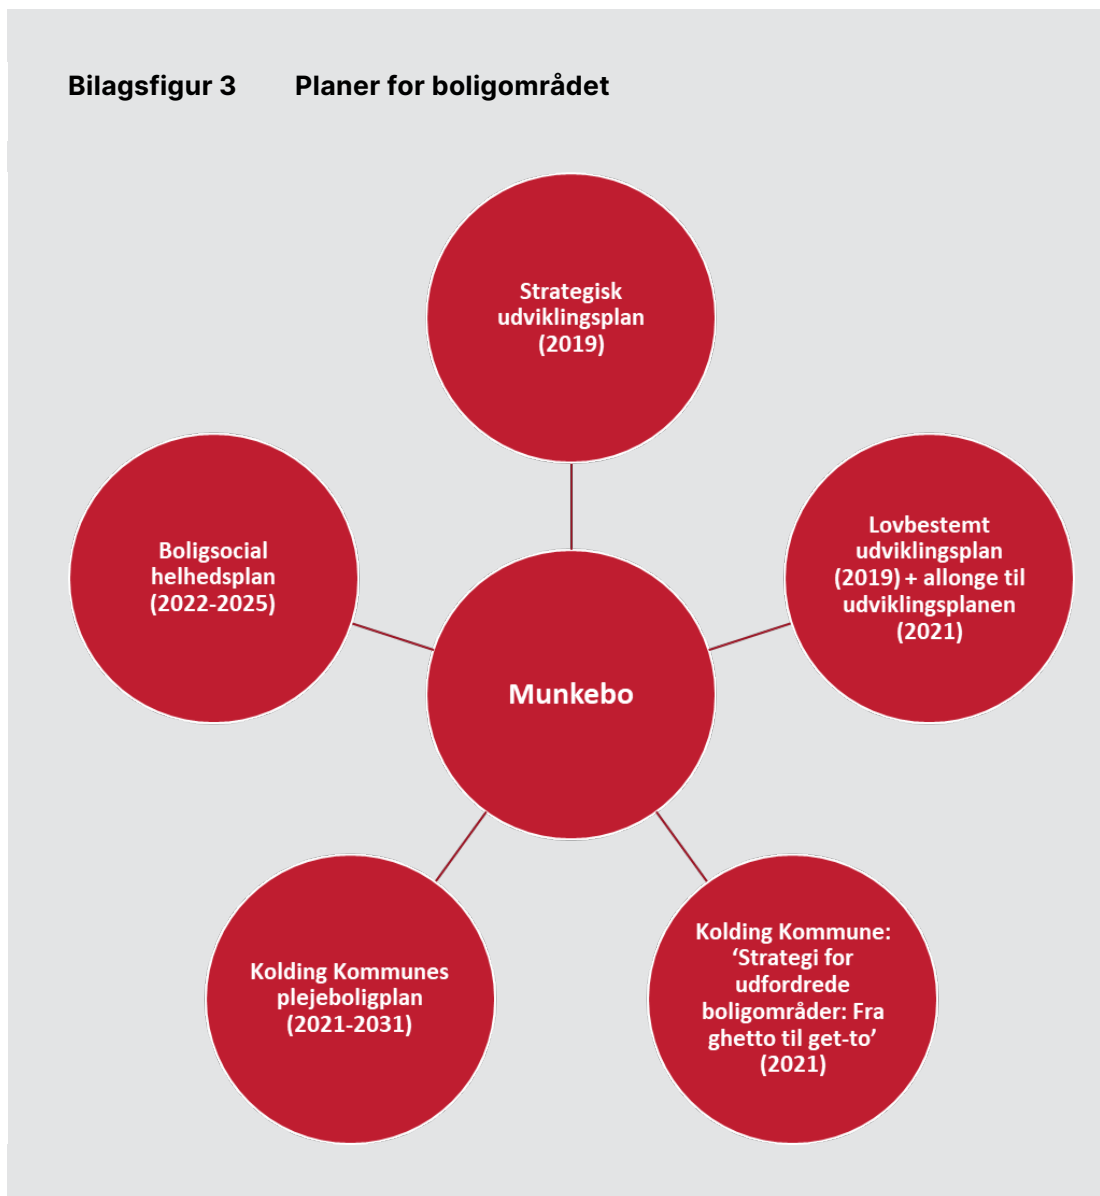 Bilagsfigur 3 Planer for boligområdet
Strategisk
udviklingsplan
(2019)
Lovbestemt
udviklingsplan
(2019) + allonge til
udviklingsplanen
(2021)
Boligsocial
helhedsplan
(2022-2025)
Munkebo
Kolding Kommune:
‘Strategi for
udfordrede
boligområder: Fra
ghetto til get-to’
(2021)
Kolding Kommunes
plejeboligplan
(2021-2031)